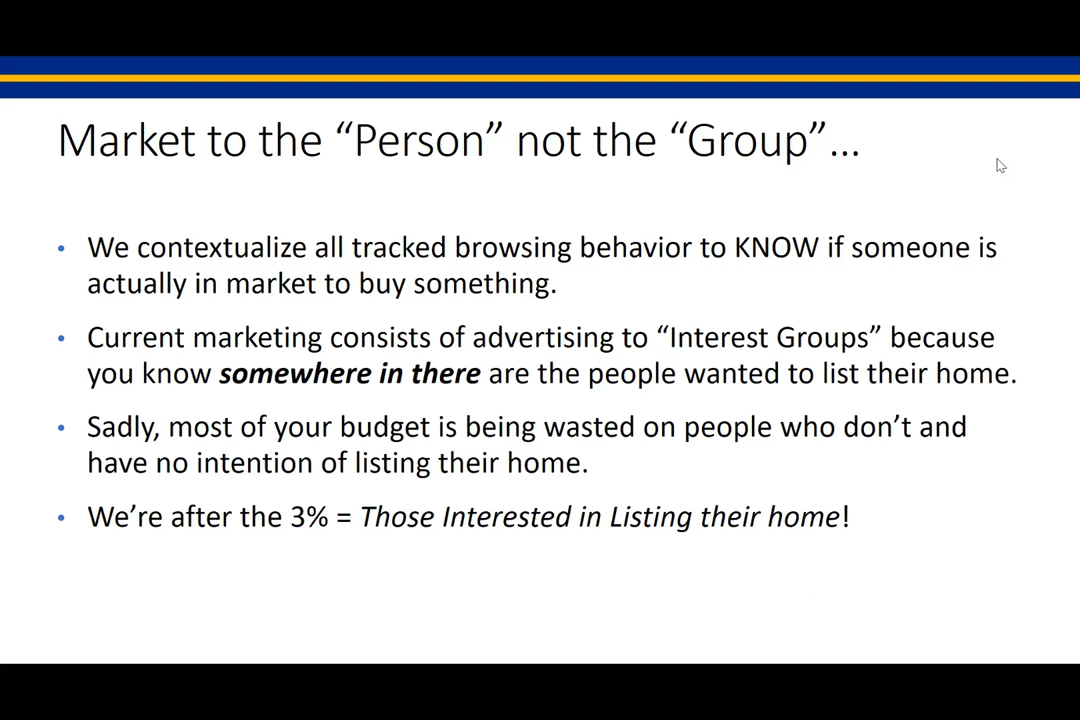 Market to the “Person” not the “Group”...
• We contextualize all tracked browsing behavior to KNOW if someone is
actually in market to buy something.
• Current marketing consists of advertising to “Interest Groups” because
you know somewhere in there are the people wanted to list their home.
• Sadly, most of your budget is being wasted on people who don’t and
have no intention of listing their home.
• We’re after the 3% = Those Interested in Listing their home!